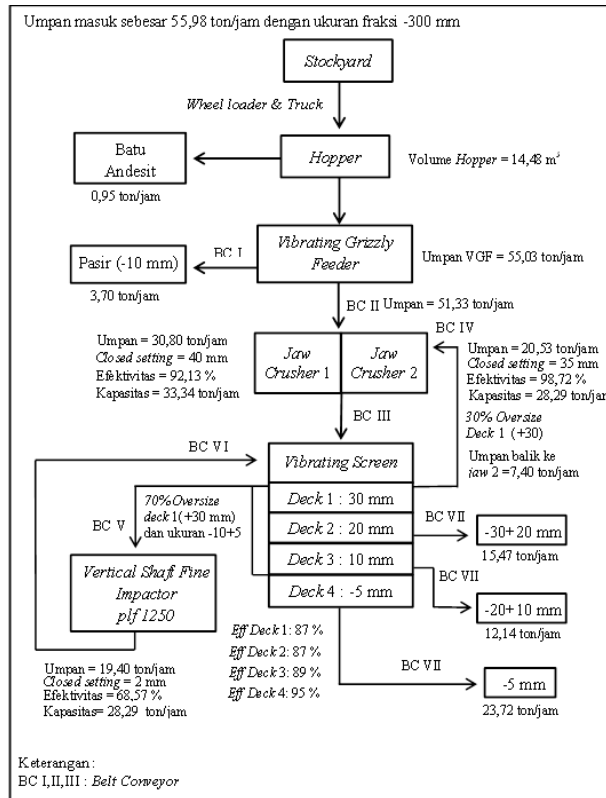 Umpan masuk sebesar 55,98 ton/jam dengan ukuran fraksi -300 mm
Stockyard
Wheel loader & Truck
Batu
Andesit
0,95 ton/jam
Hopper
Volume Hopper = 14,48 m³
Pasir (-10 mm)
3,70 ton/jam
BC I
Vibrating Grizzly
Feeder
Umpan VGF = 55,03 ton/jam
BC II
Umpan = 51,33 ton/jam
BC IV
Umpan = 30,80 ton/jam
Closed setting = 40 mm
Efektivitas = 92,13 %
Kapasitas = 33,34 ton/jam
Jaw
Crusher 1
Jaw
Crusher 2
Umpan = 20,53 ton/jam
Closed setting = 35 mm
Efektivitas = 98,72 %
Kapasitas = 28,29 ton/jam
30% Oversize
Deck 1 (+30)
Umpan balik ke
jaw 2 =7,40 ton/jam
BC III
BC VI
Vibrating Screen
Deck 1 : 30 mm
Deck 2 : 20 mm
Deck 3 : 10 mm
Deck 4 : -5 mm
70% Oversize
deck 1(+30 mm)
dan ukuran -10+5
BC V
Vertical Shaft Fine
Impactor
plf 1250
Umpan = 19,40 ton/jam
Closed setting = 2 mm
Efektivitas = 68,57 %
Kapasitas= 28,29 ton/jam
Eff Deck 1: 87 %
Eff Deck 2: 87 %
Eff Deck 3: 89 %
Eff Deck 4: 95 %
BC VII
-30+20 mm
15,47 ton/jam
BC VII
-20+10 mm
12,14 ton/jam
BC VII
-5 mm
23,72 ton/jam
Keterangan :
BC I,II,III : Belt Conveyor